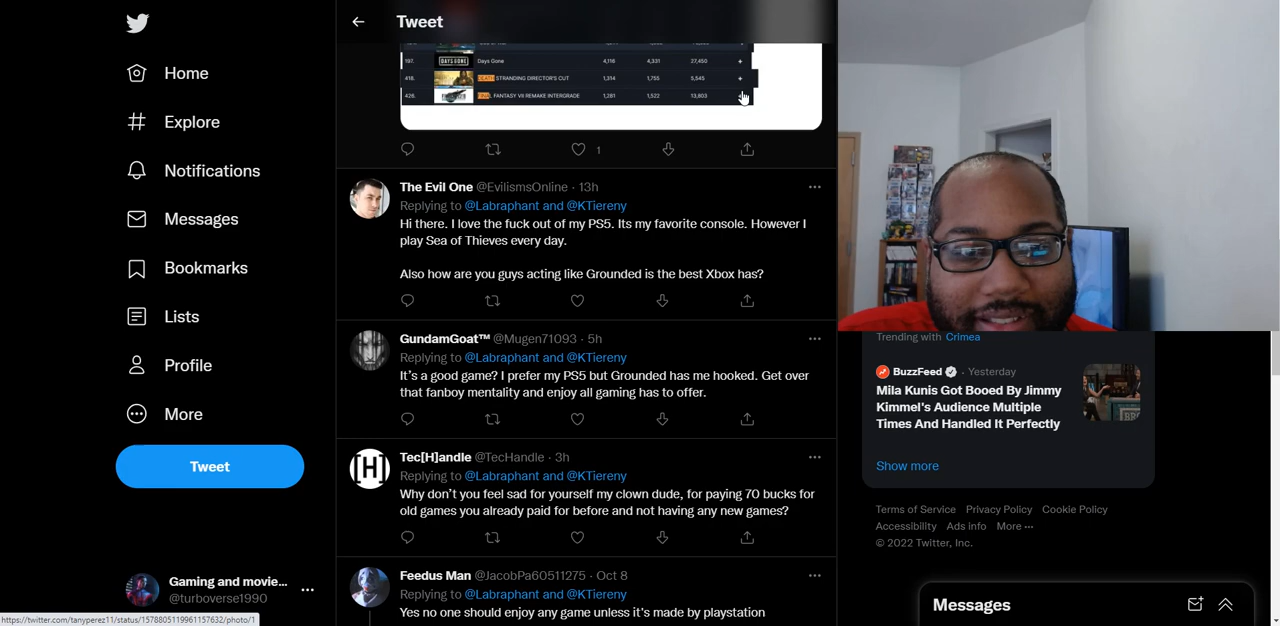 Tweet
Home
Explore
Notifications
Messages
Bookmarks
Lists
Profile
More
Tweet
Gaming and movie...
@turboverse1990
https://twitter.com/tanyperez11/status/1578805119961157632/photo/1
197. DAYS GONE Days Gone 4,116 4,331 27,450 +
418. DEATH STRANDING DIRECTOR'S CUT 1,314 1,755 5,545 +
426. FINAL FANTASY VII REMAKE INTERGRADE 1,281 1,522 13,803
1
The Evil One @EvilismsOnline · 13h
Replying to @Labraphant and @KTiereny
Hi there. I love the fuck out of my PS5. Its my favorite console. However I
play Sea of Thieves every day.
Also how are you guys acting like Grounded is the best Xbox has?
GundamGoat™ @Mugen71093 · 5h
Replying to @Labraphant and @KTiereny
It's a good game? I prefer my PS5 but Grounded has me hooked. Get over
that fanboy mentality and enjoy all gaming has to offer.
[H]
Tec[H]andle @TecHandle · 3h
Replying to @Labraphant and @KTiereny
Why don't you feel sad for yourself my clown dude, for paying 70 bucks for
old games you already paid for before and not having any new games?
Feedus Man @JacobPa60511275 · Oct 8
Replying to @Labraphant and @KTiereny
Yes no one should enjoy any game unless it's made by playstation
Trending with Crimea
BuzzFeed · Yesterday
Mila Kunis Got Booed By Jimmy
Kimmel's Audience Multiple
Times And Handled It Perfectly
Show more
Terms of Service Privacy Policy Cookie Policy
Accessibility Ads info More ···
© 2022 Twitter, Inc.
Messages